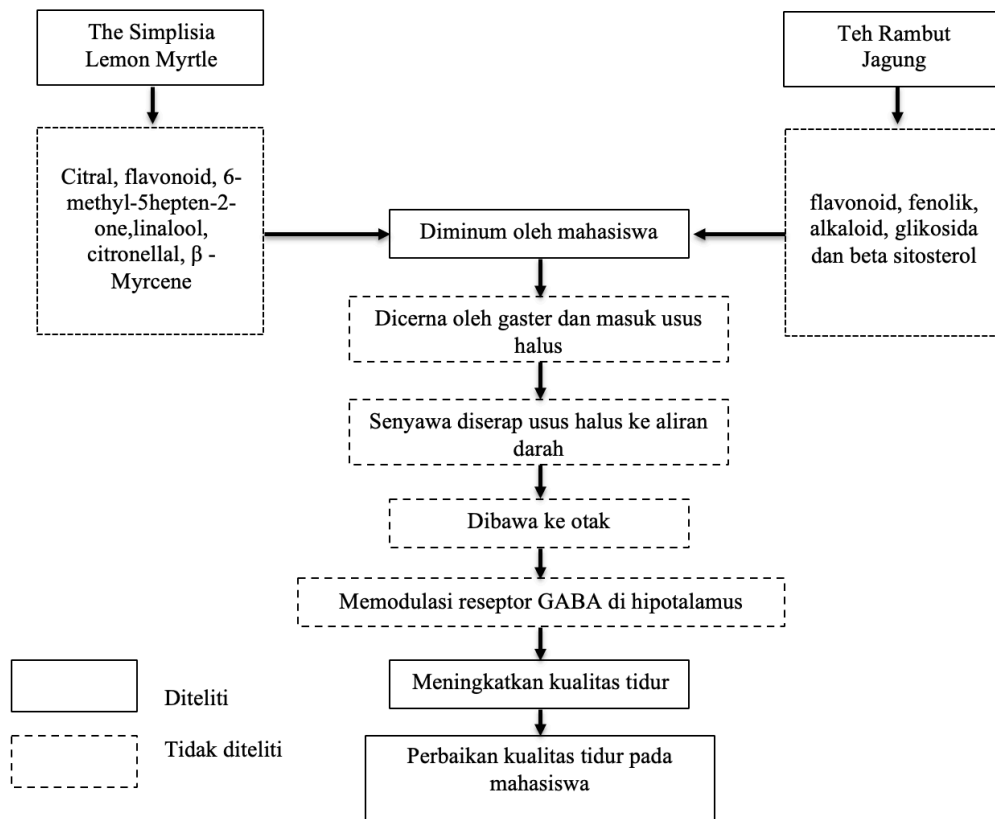 The Simplisia
Lemon Myrtle
Teh Rambut
Jagung
Citral, flavonoid, 6-
methyl-5hepten-2-
one,linalool,
citronellal, β -
Myrcene
flavonoid, fenolik,
alkaloid, glikosida
dan beta sitosterol
Diminum oleh mahasiswa
Dicerna oleh gaster dan masuk usus
halus
Senyawa diserap usus halus ke aliran
darah
Dibawa ke otak
Memodulasi reseptor GABA di hipotalamus
Meningkatkan kualitas tidur
Perbaikan kualitas tidur pada
mahasiswa
Diteliti
Tidak diteliti